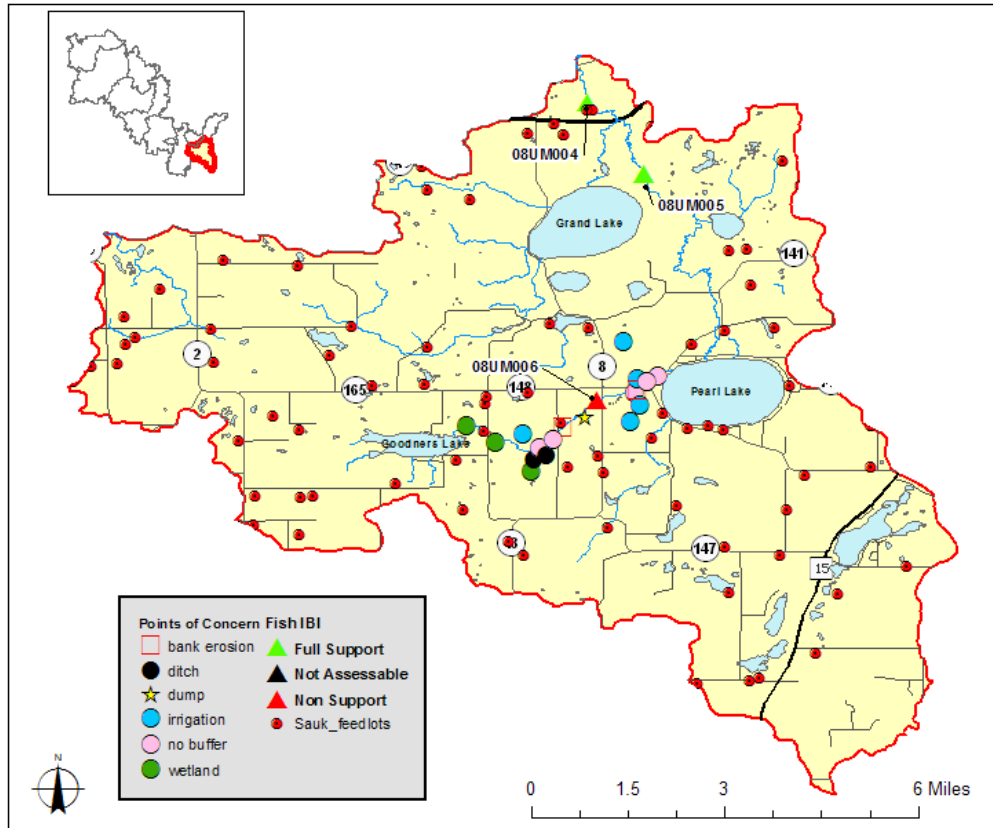 08UM004
08UM005
Grand Lake
141
2
08UM006
8
165
148
Pearl Lake
Goodners Lake
147
15
Points of Concern Fish IBI
bank erosion
Full Support
ditch
Not Assessable
dump
Non Support
irrigation
Sauk_feedlots
no buffer
wetland
N
0 1.5 3 6 Miles